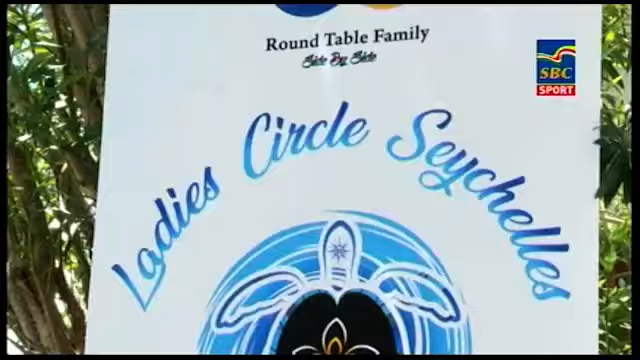 Round Table Family
Side By Side
SBC
SPORT
Ladies Circle Seychelles